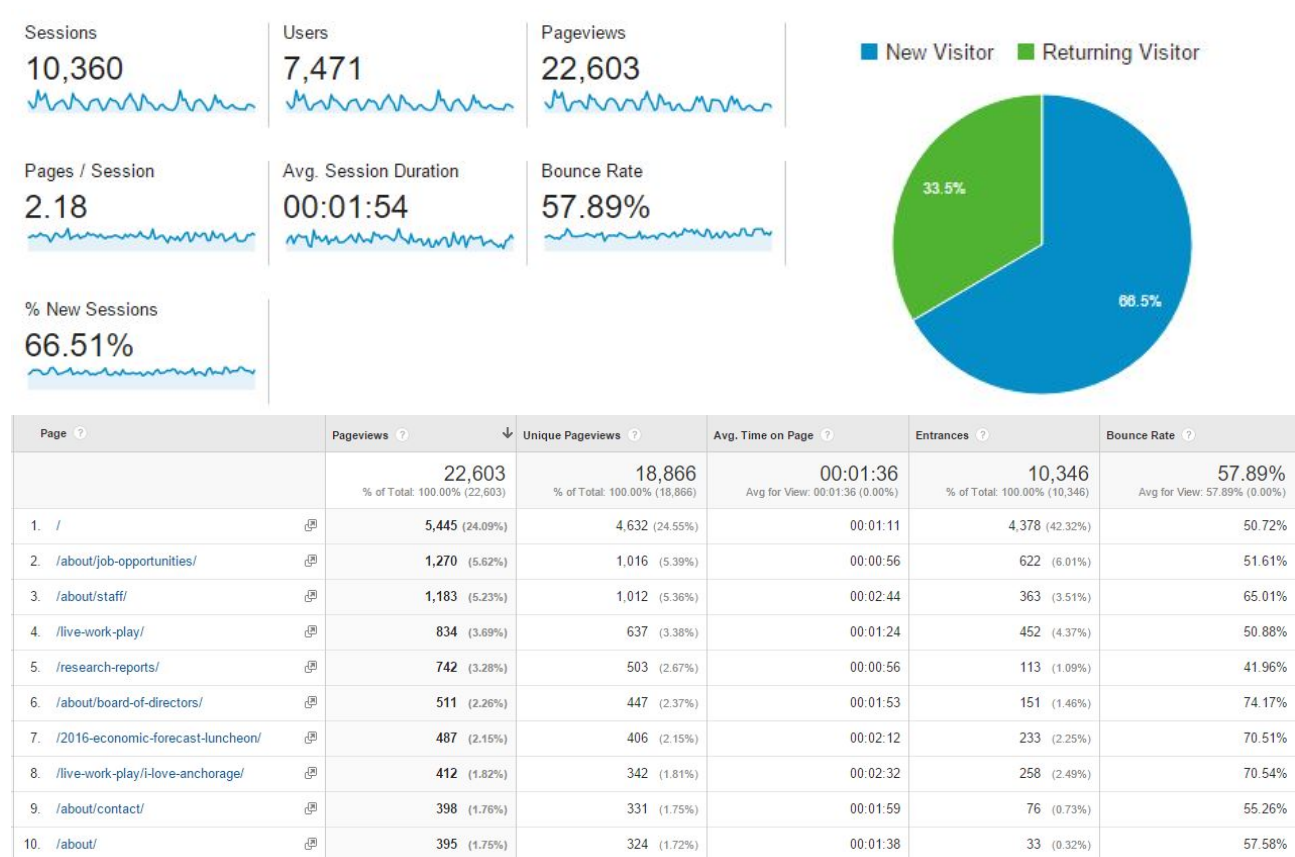 Sessions
10,360
Users
7,471
Pageviews
22,603
Pages / Session
2.18
Avg. Session Duration
00:01:54
Bounce Rate
57.89%
% New Sessions
66.51%
New Visitor Returning Visitor
33.5%
66.5%
Page ? Pageviews ? Unique Pageviews ? Avg. Time on Page ? Entrances ? Bounce Rate ?
22,603 18,866 00:01:36 10,346 57.89%
% of Total: 100.00% (22,603) % of Total: 100.00% (18,866) Avg for View: 00:01:36 (0.00%) % of Total: 100.00% (10,346) Avg for View: 57.89% (0.00%)
1. / 5,445 (24.09%) 4,632 (24.55%) 00:01:11 4,378 (42.32%) 50.72%
2. /about/job-opportunities/ 1,270 (5.62%) 1,016 (5.39%) 00:00:56 622 (6.01%) 51.61%
3. /about/staff/ 1,183 (5.23%) 1,012 (5.36%) 00:02:44 363 (3.51%) 65.01%
4. /live-work-play/ 834 (3.69%) 637 (3.38%) 00:01:24 452 (4.37%) 50.88%
5. /research-reports/ 742 (3.28%) 503 (2.67%) 00:00:56 113 (1.09%) 41.96%
6. /about/board-of-directors/ 511 (2.26%) 447 (2.37%) 00:01:53 151 (1.46%) 74.17%
7. /2016-economic-forecast-luncheon/ 487 (2.15%) 406 (2.15%) 00:02:12 233 (2.25%) 70.51%
8. /live-work-play/i-love-anchorage/ 412 (1.82%) 342 (1.81%) 00:02:32 258 (2.49%) 70.54%
9. /about/contact/ 398 (1.76%) 331 (1.75%) 00:01:59 76 (0.73%) 55.26%
10. /about/ 395 (1.75%) 324 (1.72%) 00:01:38 33 (0.32%) 57.58%